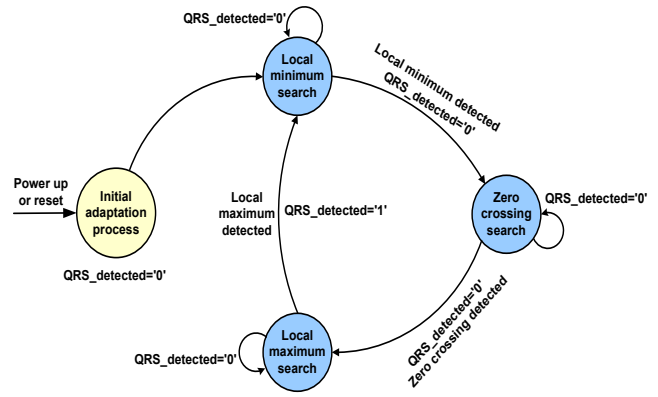 QRS_detected='0'
Local
minimum
search
Local minimum detected
QRS_detected='0'
Power up
or reset
Initial
adaptation
process
QRS_detected='0'
Local
maximum
detected
QRS_detected='1'
Zero
crossing
search
QRS_detected='0'
QRS_detected='0'
Zero crossing detected
Local
maximum
search
QRS_detected='0'